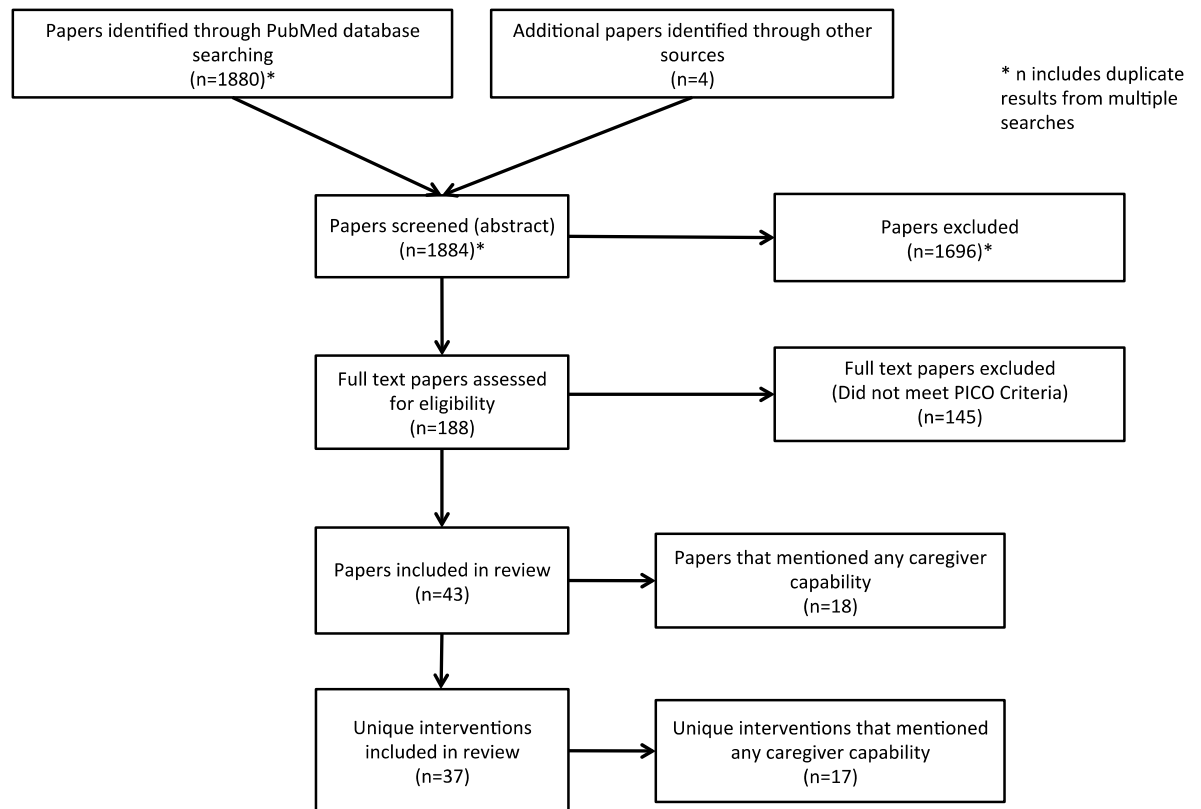 Papers identified through PubMed database
searching
(n=1880)*
Additional papers identified through other
sources
(n=4)
* n includes duplicate
results from multiple
searches
Papers screened (abstract)
(n=1884)*
Papers excluded
(n=1696)*
Full text papers assessed
for eligibility
(n=188)
Full text papers excluded
(Did not meet PICO Criteria)
(n=145)
Papers included in review
(n=43)
Papers that mentioned any caregiver
capability
(n=18)
Unique interventions
included in review
(n=37)
Unique interventions that mentioned
any caregiver capability
(n=17)